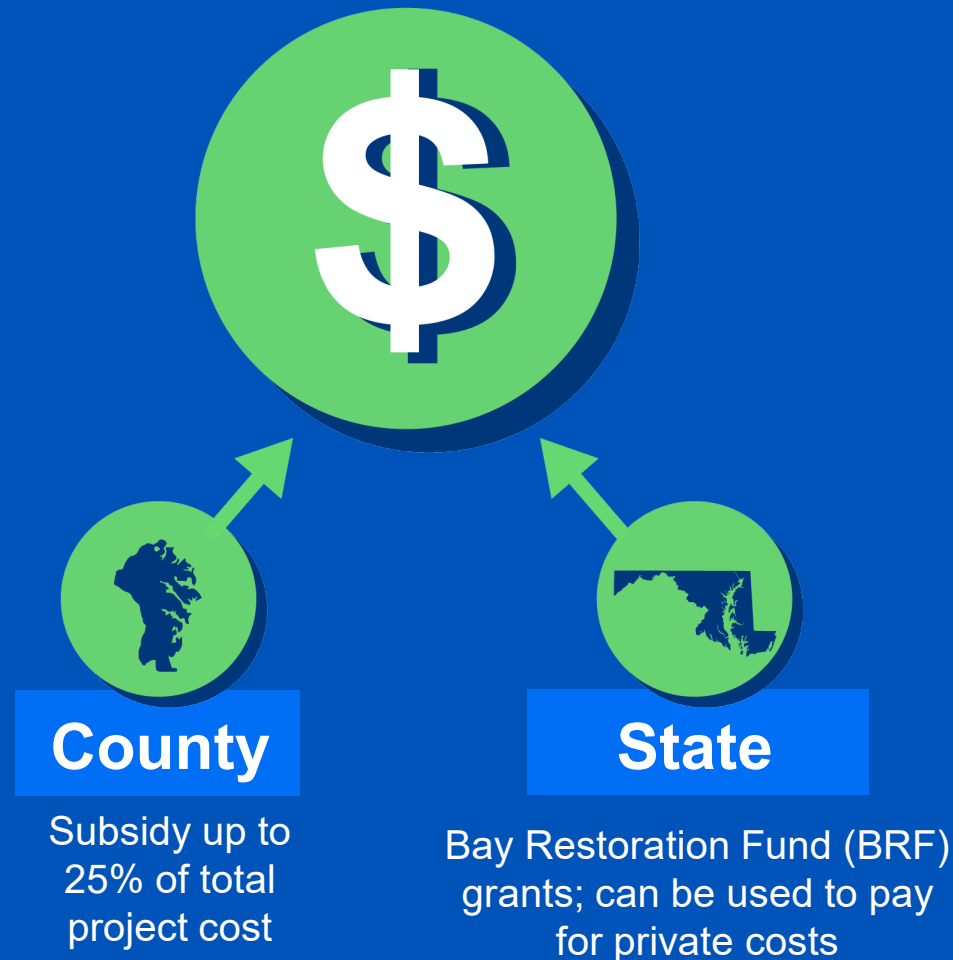 $
County
Subsidy up to
25% of total
project cost
State
Bay Restoration Fund (BRF)
grants; can be used to pay
for private costs